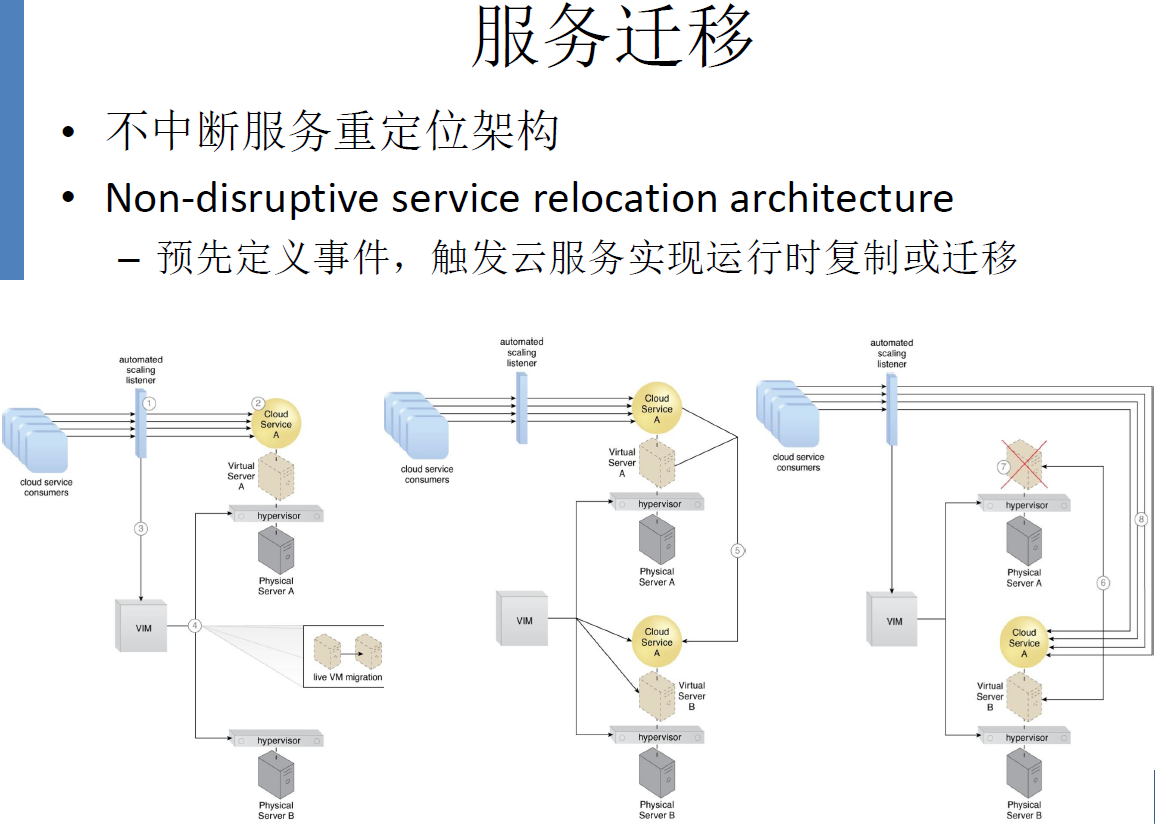 服务迁移
• 不中断服务重定位架构
• Non-disruptive service relocation architecture
– 预先定义事件，触发云服务实现运行时复制或迁移
automated
scaling
listener
1
2
Cloud
Service
A
cloud service
consumers
Virtual
Server
A
hypervisor
3
Physical
Server A
VIM
4
live VM migration
hypervisor
Physical
Server B
automated
scaling
listener
Cloud
Service
A
cloud service
consumers
Virtual
Server
A
hypervisor
5
Physical
Server A
VIM
Cloud
Service
A
Virtual
Server
B
hypervisor
Physical
Server B
automated
scaling
listener
cloud service
consumers
7
hypervisor
8
Physical
Server A
6
VIM
Cloud
Service
A
Virtual
Server
B
hypervisor
Physical
Server B